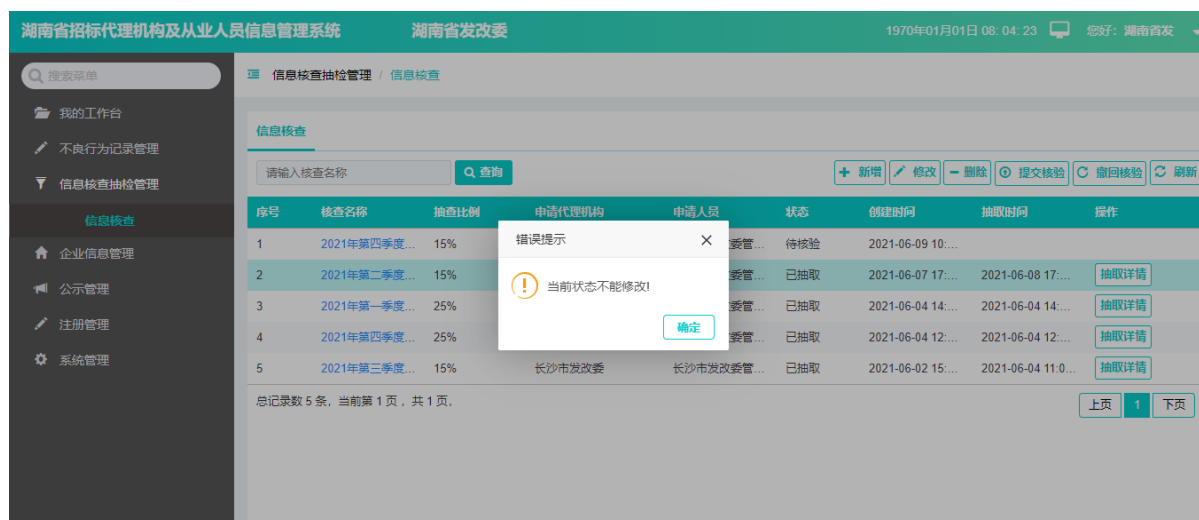 湖南省招标代理机构及从业人员信息管理系统 湖南省发改委 1970年01月01日 08: 04: 23 您好: 湖南省发
搜索菜单
信息核查抽检管理 / 信息核查
我的工作台
不良行为记录管理
信息核查抽检管理
信息核查
企业信息管理
公示管理
注册管理
系统管理
信息核查
请输入核查名称 查询 新增 修改 删除 提交核验 撤回核验 刷新
序号 核查名称 抽查比例 申请代理机构 申请人员 状态 创建时间 抽取时间 操作
1 2021年第四季度... 15% 委管... 待核验 2021-06-09 10:...
2 2021年第二季度... 15% 委管... 已抽取 2021-06-07 17:... 2021-06-08 17:... 抽取详情
3 2021年第一季度... 25% 委管... 已抽取 2021-06-04 14:... 2021-06-04 14:... 抽取详情
4 2021年第四季度... 25% 委管... 已抽取 2021-06-04 12:... 2021-06-04 12:... 抽取详情
5 2021年第三季度... 15% 长沙市发改委 长沙市发改委管... 已抽取 2021-06-02 15:... 2021-06-04 11:0... 抽取详情
错误提示
当前状态不能修改!
确定
总记录数 5 条, 当前第 1 页 , 共 1 页.
上页 1 下页